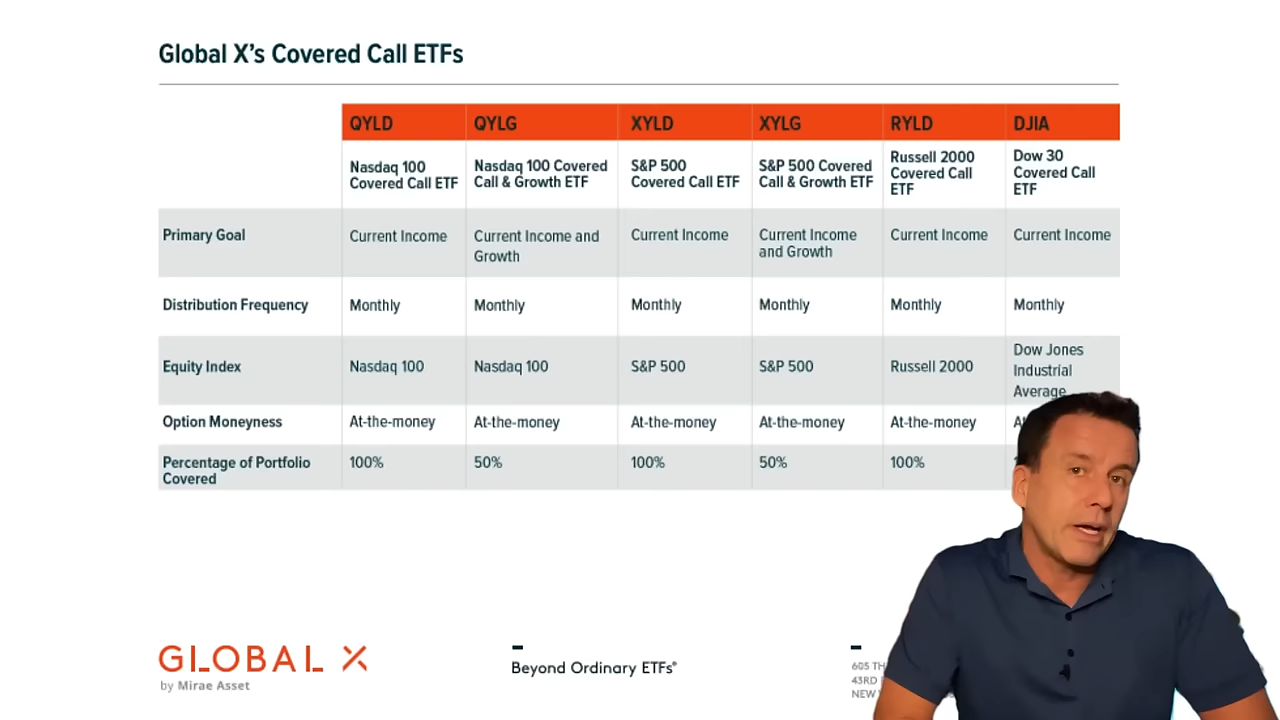 Global X's Covered Call ETFs
QYLD QYLG XYLD XYLG RYLD DJIA
Nasdaq 100
Covered Call ETF
Nasdaq 100 Covered
Call & Growth ETF
S&P 500
Covered Call ETF
S&P 500 Covered
Call & Growth ETF
Russell 2000
Covered Call
ETF
Dow 30
Covered Call
ETF
Primary Goal
Current Income
Current Income and
Growth
Current Income
Current Income
and Growth
Current Income
Current Income
Distribution Frequency Monthly Monthly Monthly Monthly Monthly Monthly
Equity Index Nasdaq 100 Nasdaq 100 S&P 500 S&P 500 Russell 2000
Dow Jones
Industrial
Average
Option Moneyness At-the-money At-the-money At-the-money At-the-money At-the-money
Percentage of Portfolio
Covered
100% 50% 100% 50% 100%
GLOBAL X
by Mirae Asset
Beyond Ordinary ETFs®
605
43RD
NEW